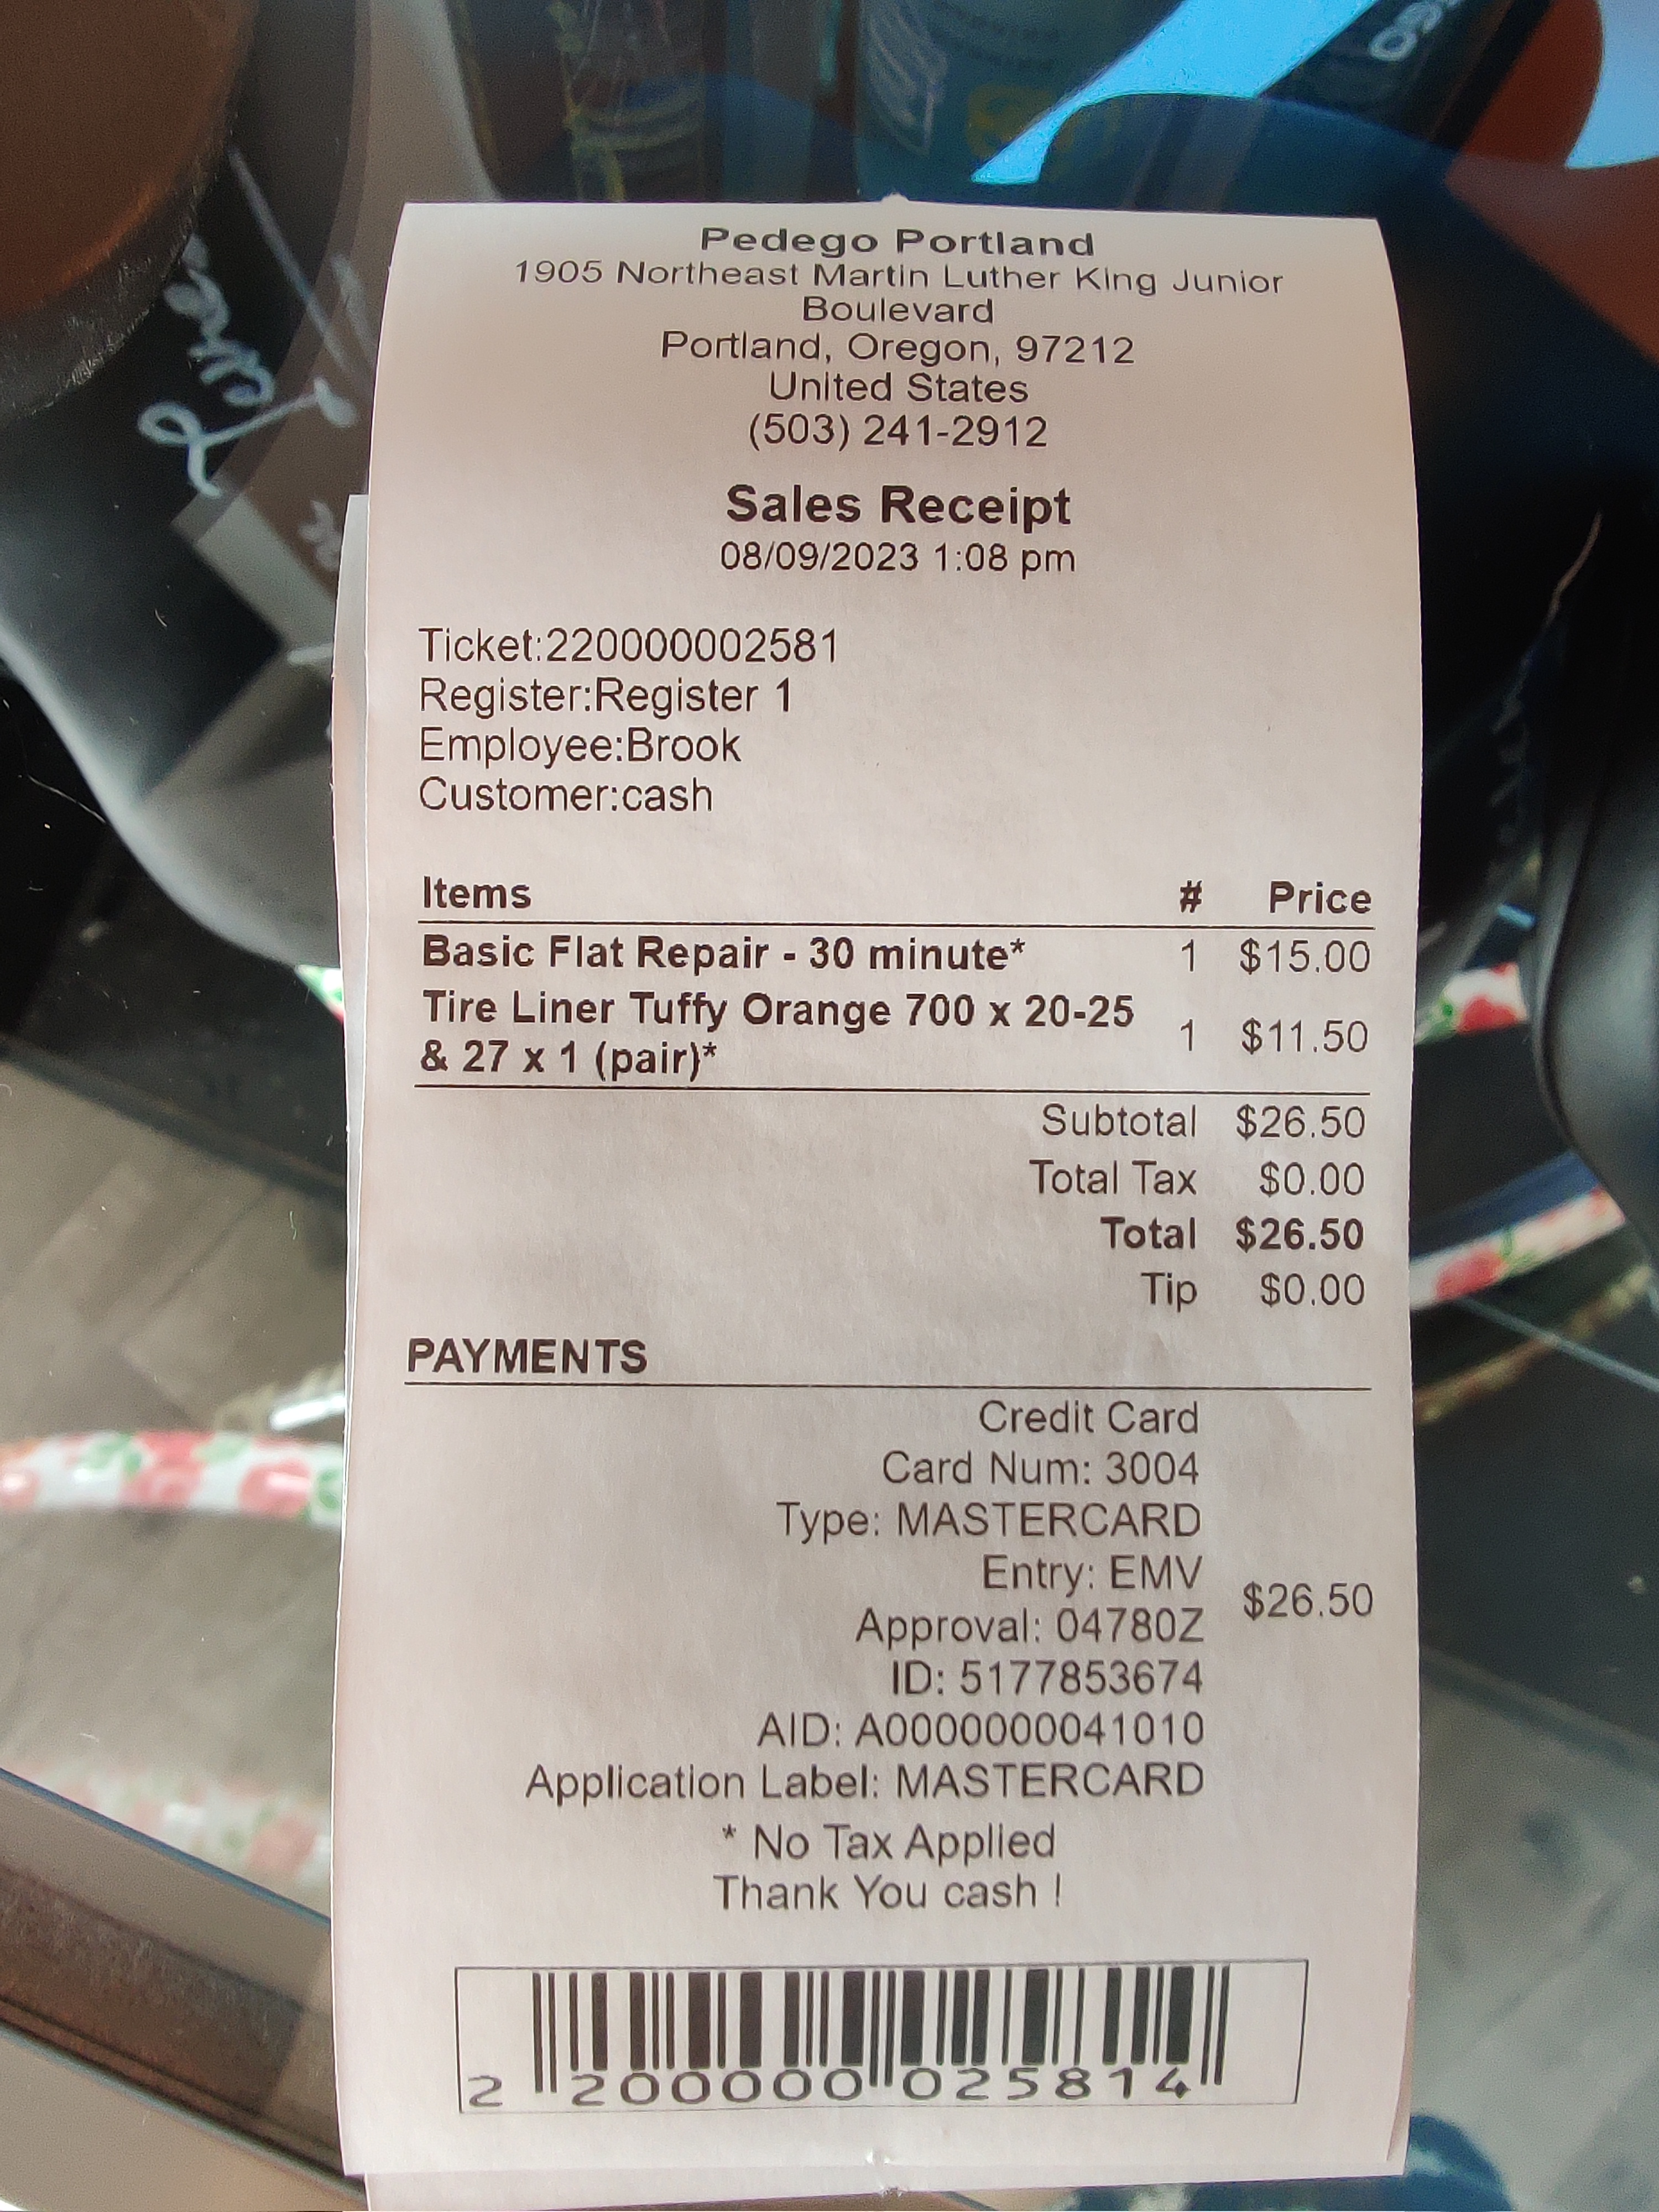 Pedego Portland
1905 Northeast Martin Luther King Junior
Boulevard
Portland, Oregon, 97212
United States
(503) 241-2912
Sales Receipt
08/09/2023 1:08 pm
Ticket:220000002581
Register:Register 1
Employee:Brook
Customer:cash
Items # Price
Basic Flat Repair - 30 minute* 1 $15.00
Tire Liner Tuffy Orange 700 x 20-25
& 27 x 1 (pair)* 1 $11.50
Subtotal $26.50
Total Tax $0.00
Total $26.50
Tip $0.00
PAYMENTS
Credit Card
Card Num: 3004
Type: MASTERCARD
Entry: EMV
$26.50
Approval: 04780Z
ID: 5177853674
AID: A0000000041010
Application Label: MASTERCARD
* No Tax Applied
Thank You cash !
2 200000 025814